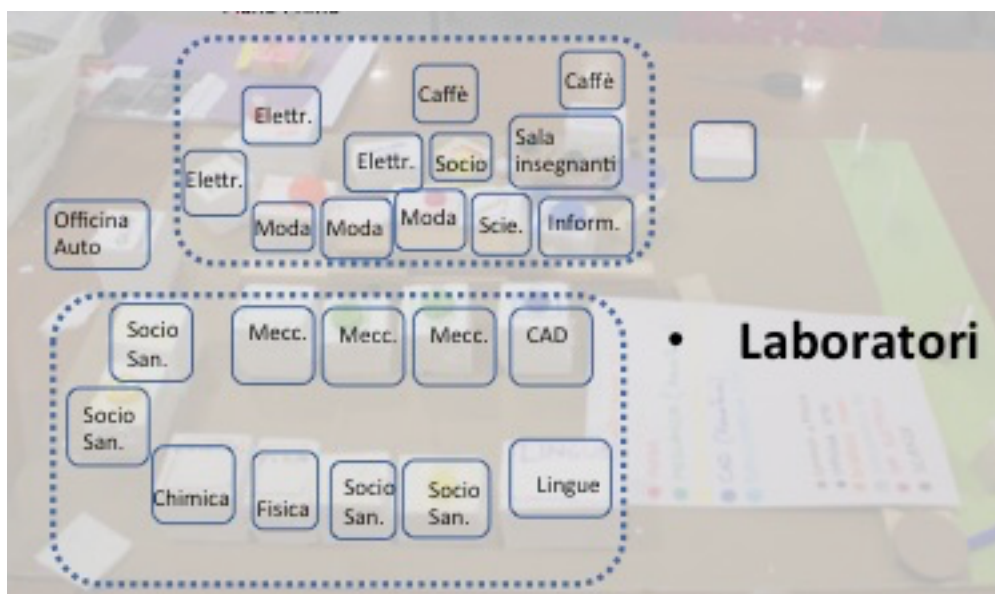 Caffè
Caffè
Elettr.
Sala
insegnanti
Elettr.
Socio
Elettr.
Officina
Auto
Moda
Moda
Moda
Scie.
Inform.
Socio
San.
Mecc.
Mecc.
Mecc.
CAD
• Laboratori
Socio
San.
Chimica
Fisica
Socio
San.
Socio
San.
Lingue